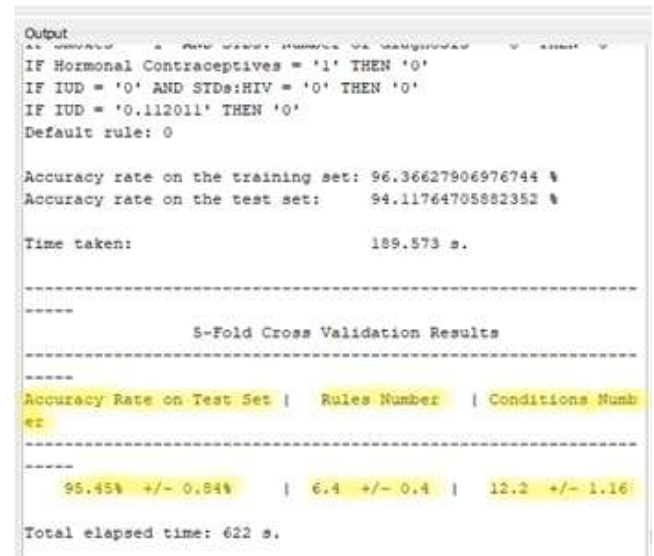 Output
IF Hormonal Contraceptives = '1' THEN '0'
IF IUD = '0' AND STDs:HIV = '0' THEN '0'
IF IUD = '0.112011' THEN '0'
Default rule: 0
Accuracy rate on the training set: 96.36627906976744 %
Accuracy rate on the test set: 94.11764705882352 %
Time taken: 189.573 s.
-----
5-Fold Cross Validation Results
-----
Accuracy Rate on Test Set | Rules Number | Conditions Numb
er
-----
95.45% +/- 0.84% | 6.4 +/- 0.4 | 12.2 +/- 1.16
Total elapsed time: 622 s.